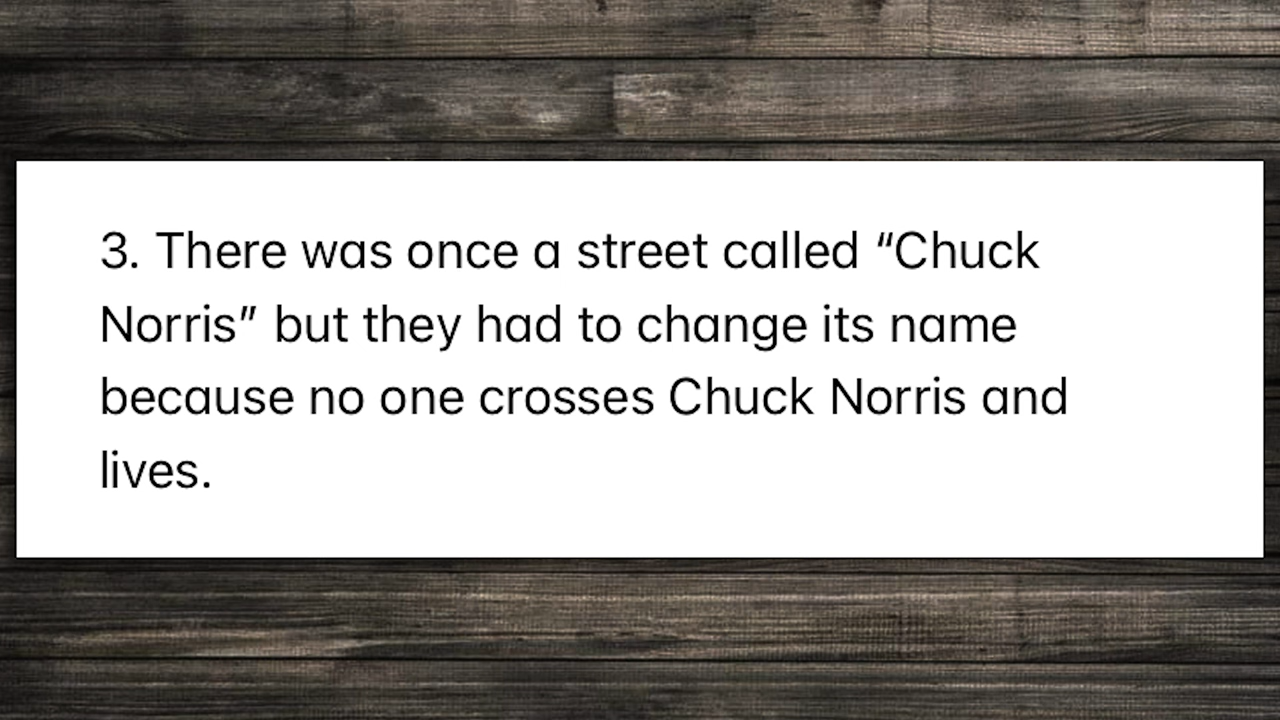 3. There was once a street called “Chuck
Norris” but they had to change its name
because no one crosses Chuck Norris and
lives.